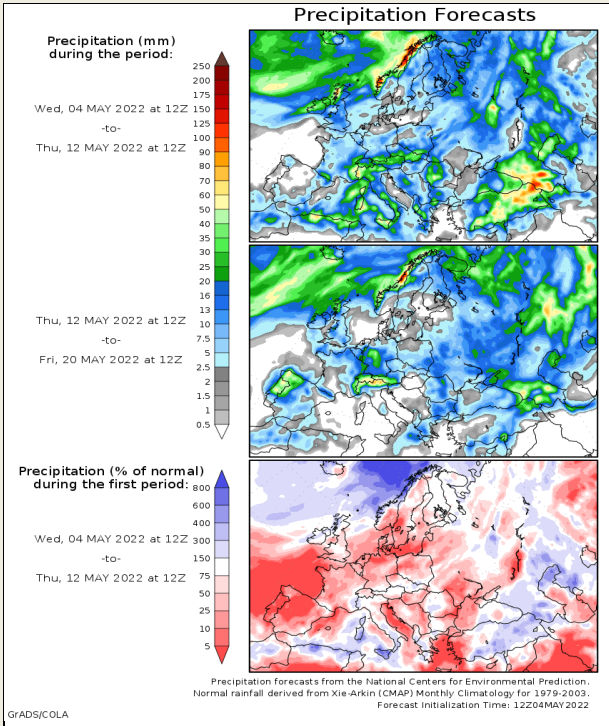 Precipitation Forecasts
Precipitation (mm)
during the period:
Wed, 04 MAY 2022 at 12Z
-to-
Thu, 12 MAY 2022 at 12Z
250
200
175
150
125
100
90
80
70
60
50
40
35
30
25
20
16
13
10
7.5
5
2.5
2
1.5
1
0.5
Thu, 12 MAY 2022 at 12Z
-to-
Fri, 20 MAY 2022 at 12Z
Precipitation (% of normal)
during the first period:
Wed, 04 MAY 2022 at 12Z
-to-
Thu, 12 MAY 2022 at 12Z
800
600
400
300
150
75
50
25
10
5
Precipitation forecasts from the National Centers for Environmental Prediction.
Normal rainfall derived from Xie-Arkin (CMAP) Monthly Climatology for 1979-2003.
Forecast Initialization Time: 12Z04MAY2022
GrADS/COLA